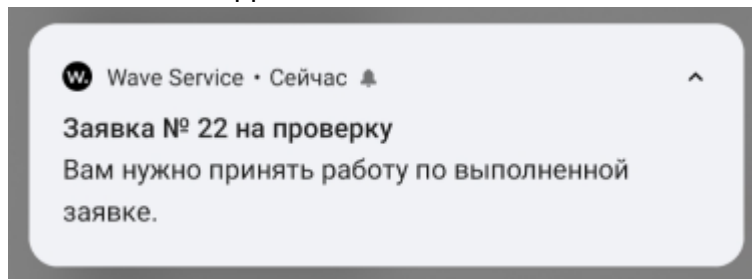 w.
Wave Service • Сейчас
Заявка № 22 на проверку
Вам нужно принять работу по выполненной
заявке.